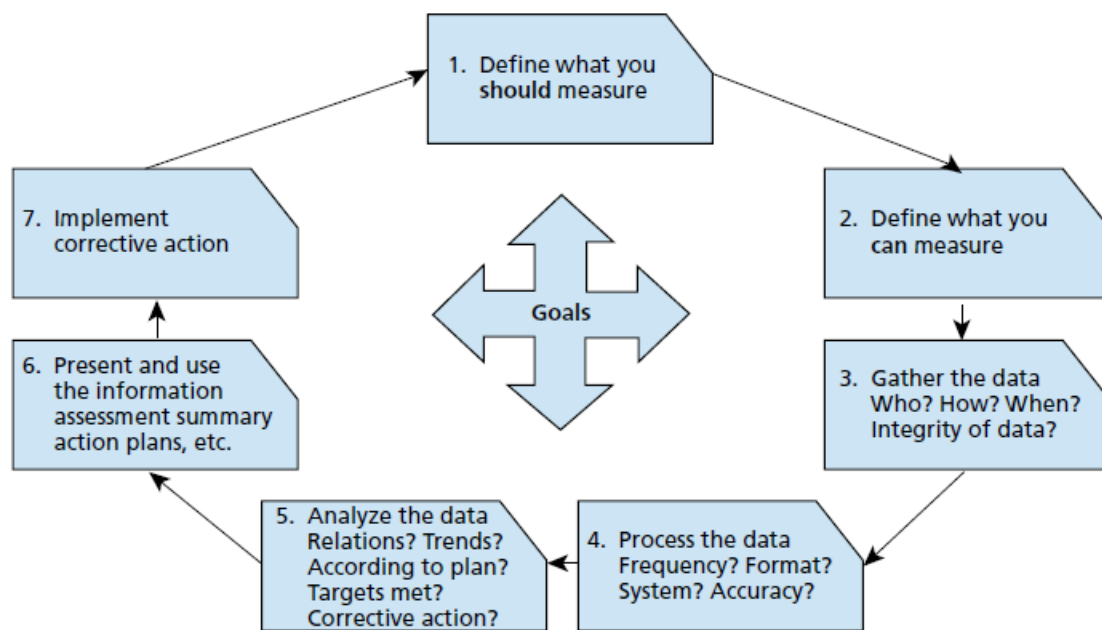 1. Define what you
should measure
2. Define what you
can measure
3. Gather the data
Who? How? When?
Integrity of data?
4. Process the data
Frequency? Format?
System? Accuracy?
5. Analyze the data
Relations? Trends?
According to plan?
Targets met?
Corrective action?
6. Present and use
the information
assessment summary
action plans, etc.
7. Implement
corrective action
Goals